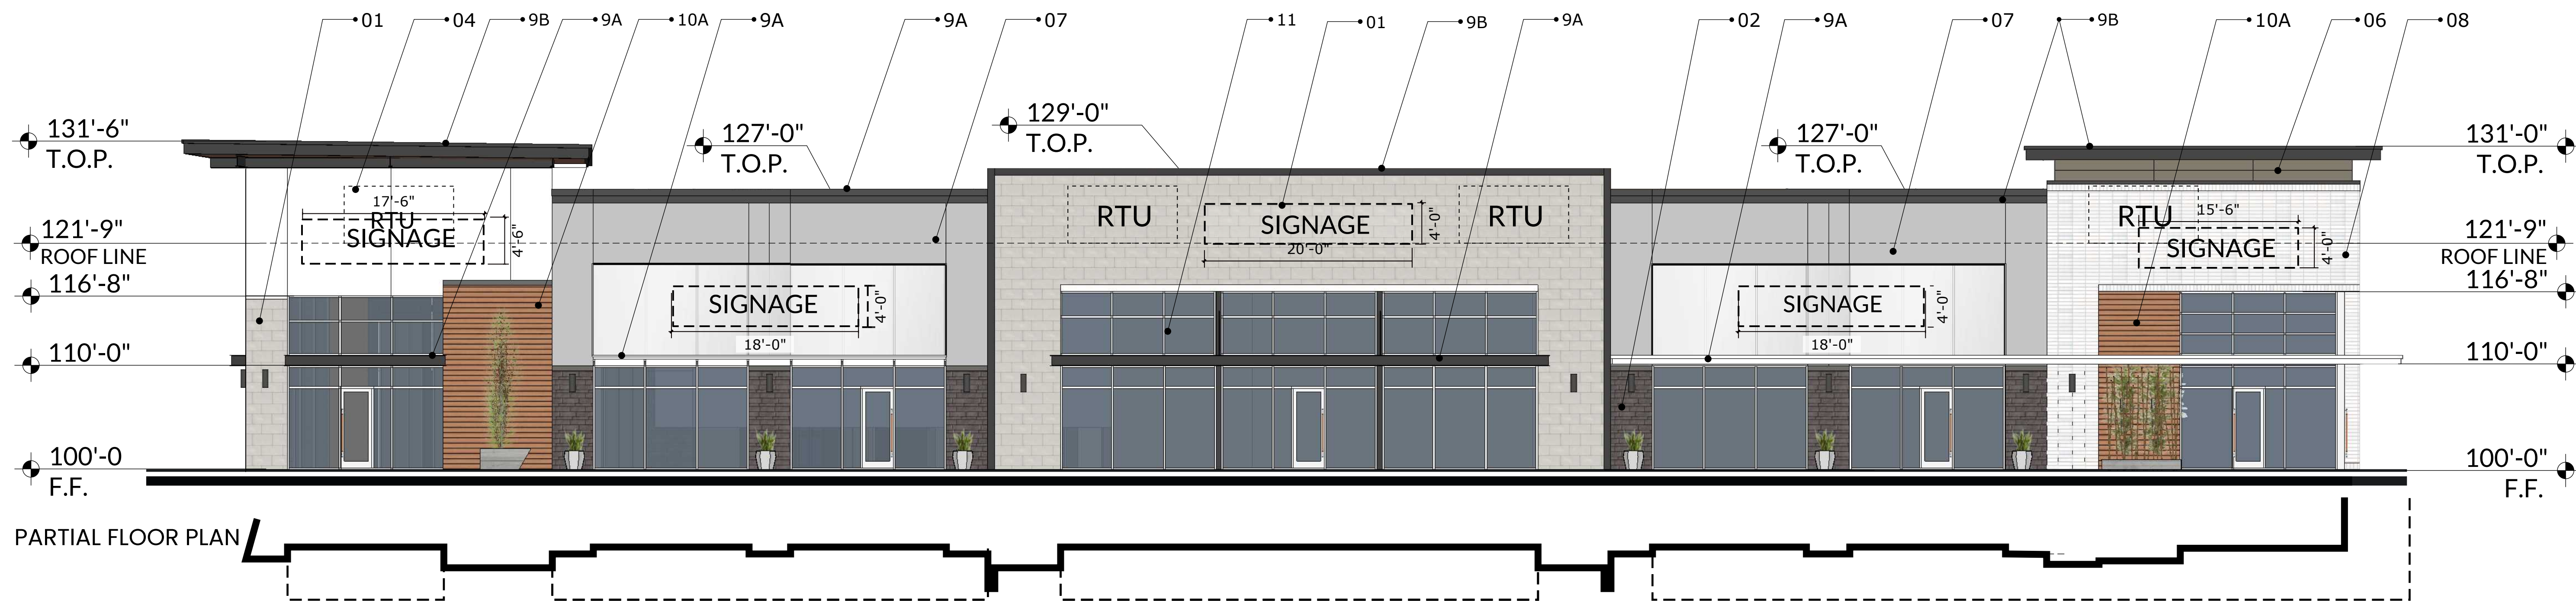 01 04 9B 9A 10A 9A 9A 07 11 01 9B 9A 02 9A 07 9B 10A 06 08
131'-6"
T.O.P.
127'-0"
T.O.P.
129'-0"
T.O.P.
127'-0"
T.O.P.
131'-0"
T.O.P.
17'-6"
RTU
SIGNAGE
4'-6"
RTU
SIGNAGE
20'-0"
4'-0"
RTU
RTU
15'-6"
SIGNAGE
4'-0"
121'-9"
ROOF LINE
121'-9"
ROOF LINE
116'-8"
116'-8"
SIGNAGE
4'-0"
18'-0"
SIGNAGE
4'-0"
18'-0"
110'-0"
110'-0"
100'-0
F.F.
100'-0"
F.F.
PARTIAL FLOOR PLAN